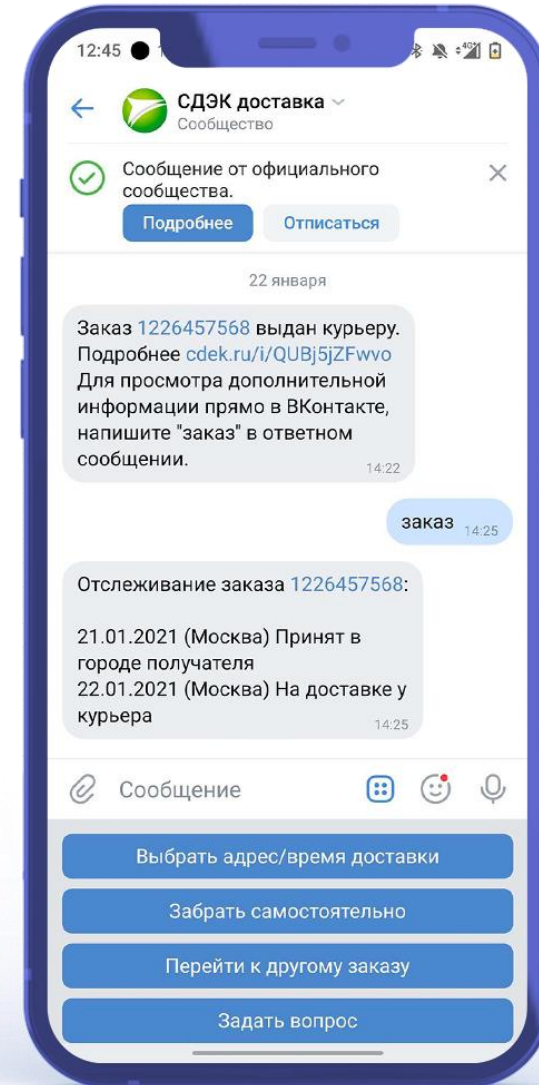 12:45
СДЭК доставка
Сообщество
Сообщение от официального
сообщества.
Подробнее
Отписаться
22 января
Заказ 1226457568 выдан курьеру.
Подробнее cdek.ru/i/QUBj5jZFwvo
Для просмотра дополнительной
информации прямо в ВКонтакте,
напишите "заказ" в ответном
сообщении.
14:22
заказ
14:25
Отслеживание заказа 1226457568:
21.01.2021 (Москва) Принят в
городе получателя
22.01.2021 (Москва) На доставке у
курьера
14:25
Сообщение
Выбрать адрес/время доставки
Забрать самостоятельно
Перейти к другому заказу
Задать вопрос